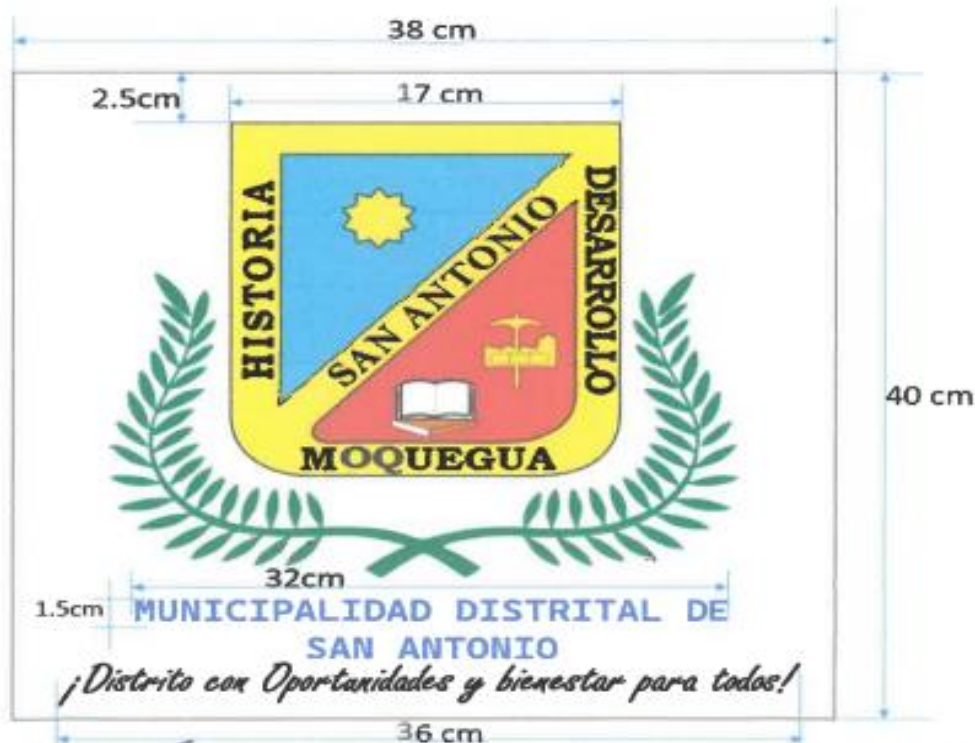 38 cm
2.5cm
17 cm
HISTORIA
SAN ANTONIO
DESARROLLO
MOQUEGUA
40 cm
32cm
1.5cm
MUNICIPALIDAD DISTRITAL DE
SAN ANTONIO
¡Distrito con Oportunidades y bienestar para todos!
36 cm